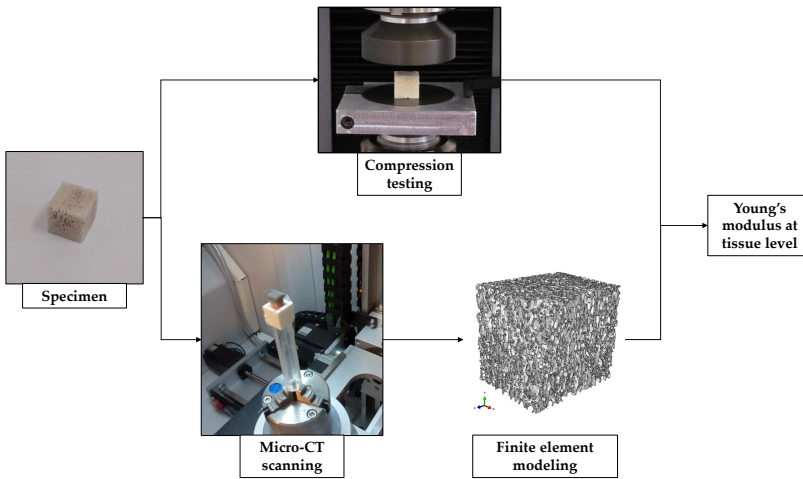 Compression
testing
Specimen
Young's
modulus at
tissue level
Micro-CT
scanning
Finite element
modeling